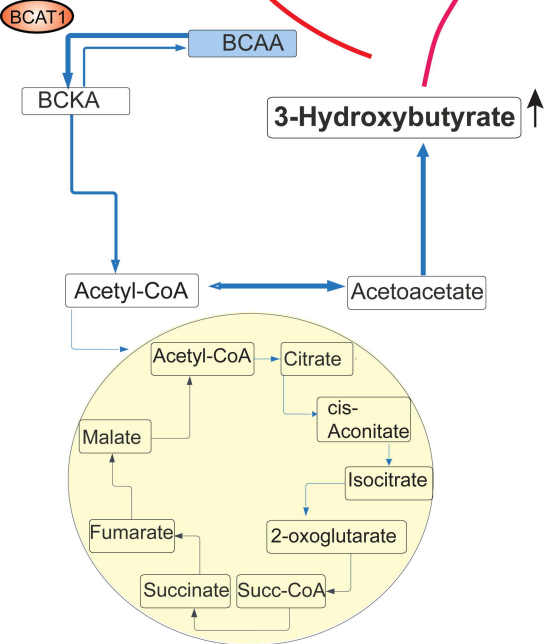 BCAT1
BCAA
BCKA
3-Hydroxybutyrate
Acetyl-CoA
Acetoacetate
Acetyl-CoA
Citrate
cis-
Aconitate
Malate
Isocitrate
Fumarate
2-oxoglutarate
Succinate
Succ-CoA